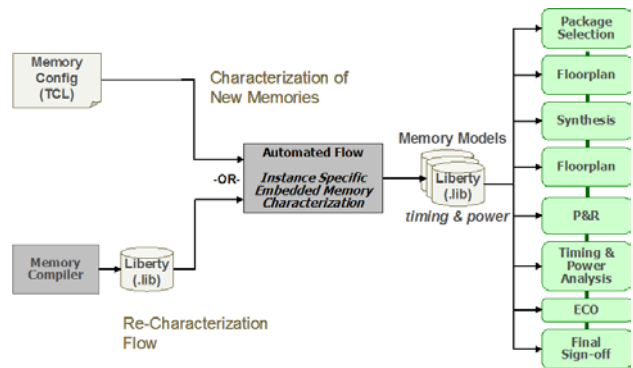 Memory
Config
(TCL)
Characterization of
New Memories
-OR-
Automated Flow
Instance Specific
Embedded Memory
Characterization
Memory Models
Liberty
(.lib)
timing & power
Memory
Compiler
Liberty
(.lib)
Re-Characterization
Flow
Package
Selection
Floorplan
Synthesis
Floorplan
P&R
Timing &
Power
Analysis
ECO
Final
Sign-off